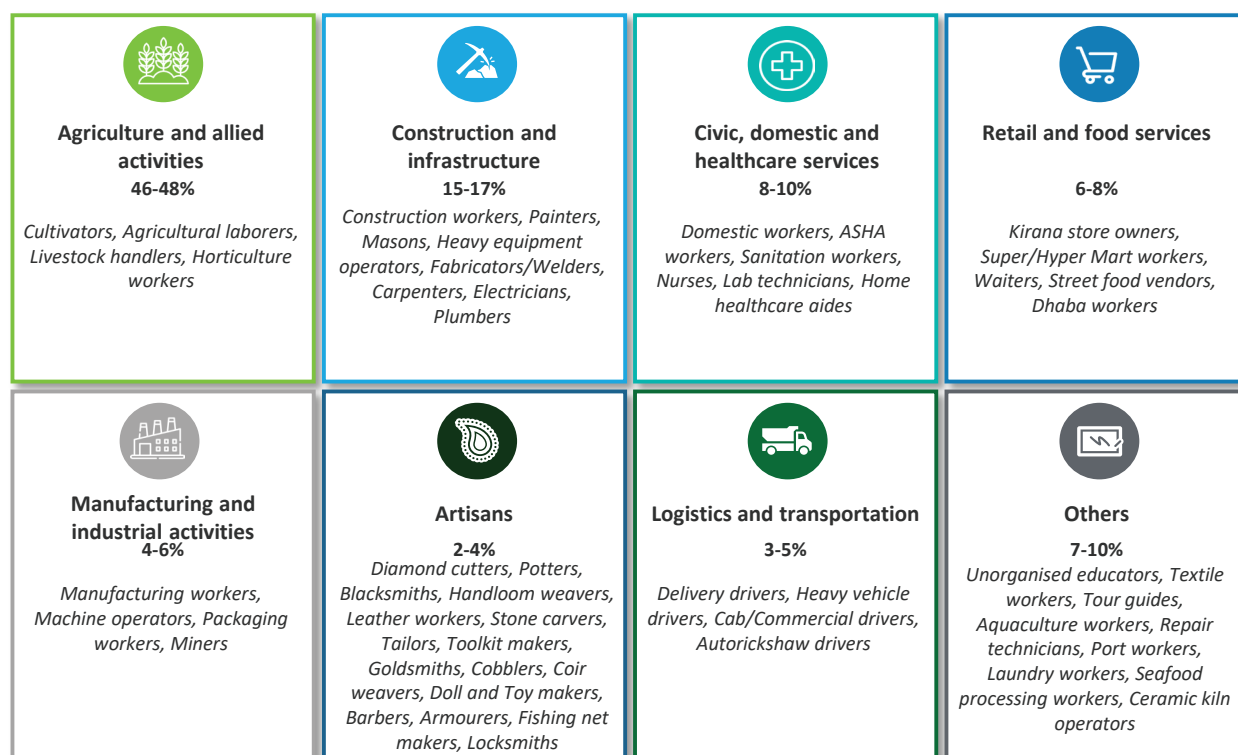 Agriculture and allied
activities
46-48%
Cultivators, Agricultural laborers,
Livestock handlers, Horticulture
workers
Construction and
infrastructure
15-17%
Construction workers, Painters,
Masons, Heavy equipment
operators, Fabricators/Welders,
Carpenters, Electricians,
Plumbers
Civic, domestic and
healthcare services
8-10%
Domestic workers, ASHA
workers, Sanitation workers,
Nurses, Lab technicians, Home
healthcare aides
Retail and food services
6-8%
Kirana store owners,
Super/Hyper Mart workers,
Waiters, Street food vendors,
Dhaba workers
Manufacturing and
industrial activities
4-6%
Manufacturing workers,
Machine operators, Packaging
workers, Miners
Artisans
2-4%
Diamond cutters, Potters,
Blacksmiths, Handloom weavers,
Leather workers, Stone carvers,
Tailors, Toolkit makers,
Goldsmiths, Cobblers, Coir
weavers, Doll and Toy makers,
Barbers, Armourers, Fishing net
makers, Locksmiths
Logistics and transportation
3-5%
Delivery drivers, Heavy vehicle
drivers, Cab/Commercial drivers,
Autorickshaw drivers
Others
7-10%
Unorganised educators, Textile
workers, Tour guides,
Aquaculture workers, Repair
technicians, Port workers,
Laundry workers, Seafood
processing workers, Ceramic kiln
operators